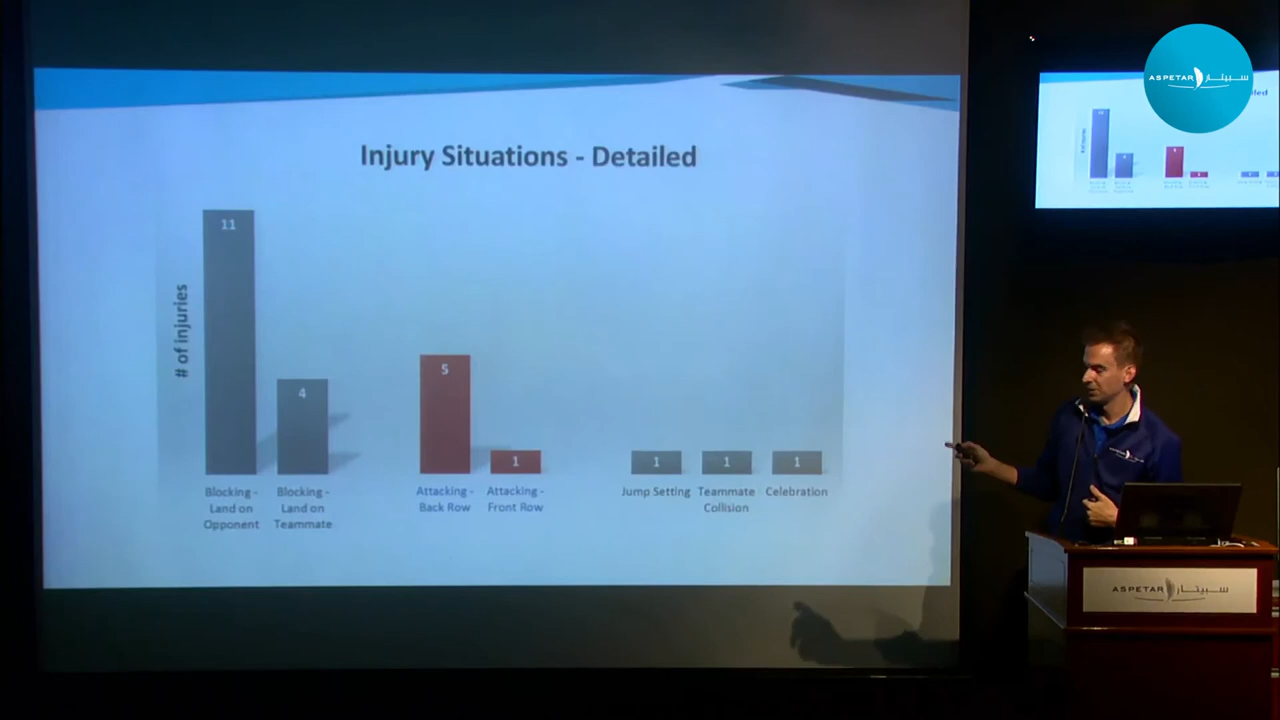 Injury Situations - Detailed
# of injuries
11
4
5
1
1
1
1
Blocking -
Land on
Opponent
Blocking -
Land on
Teammate
Attacking -
Back Row
Attacking -
Front Row
Jump Setting
Teammate
Collision
Celebration
ASPETAR سبيتار
ASPETAR سبيتار